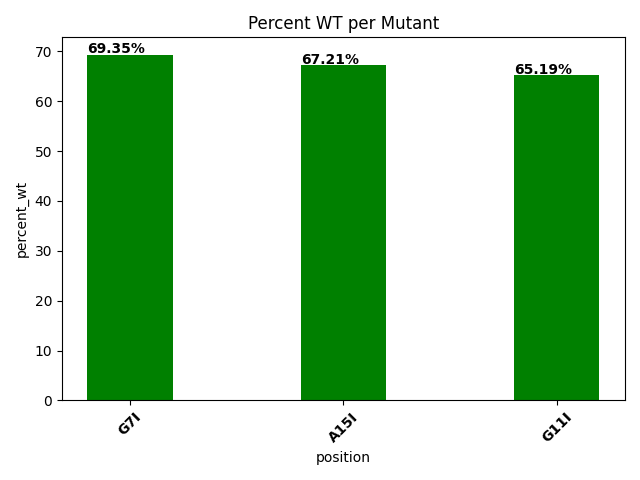 Percent WT per Mutant
69.35%
67.21%
65.19%
percent_wt
70
60
50
40
30
20
10
0
G7I
A15I
G11I
position